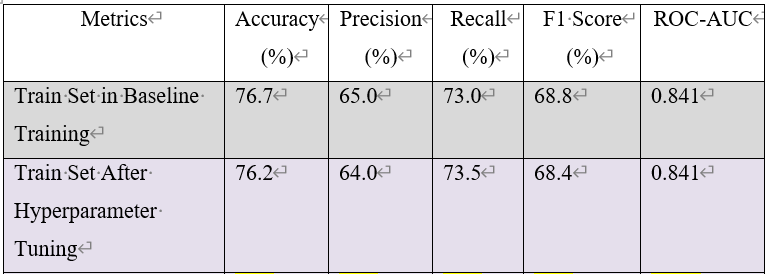 Metrics Accuracy (%) Precision (%) Recall (%) F1 Score (%) ROC-AUC
Train Set in Baseline Training 76.7 65.0 73.0 68.8 0.841
Train Set After Hyperparameter Tuning 76.2 64.0 73.5 68.4 0.841